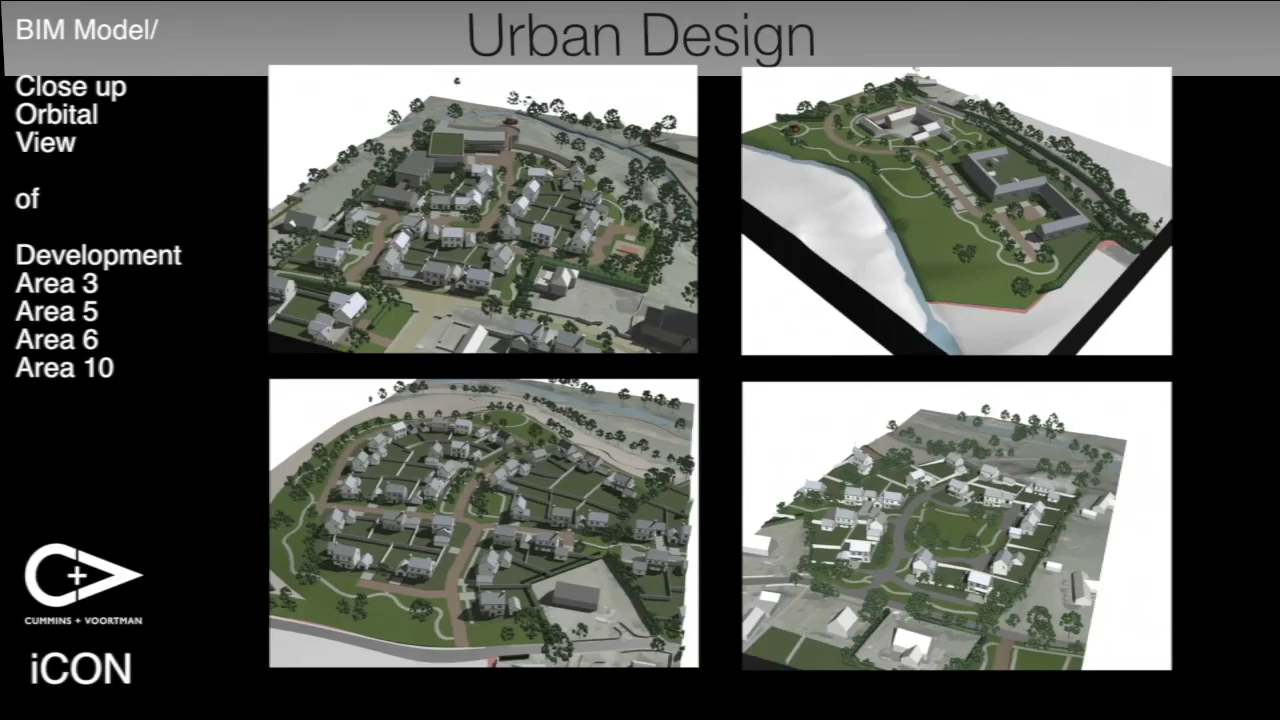 BIM Model/
Urban Design
Close up
Orbital
View
of
Development
Area 3
Area 5
Area 6
Area 10
CUMMINS + VOORTMAN
iCON